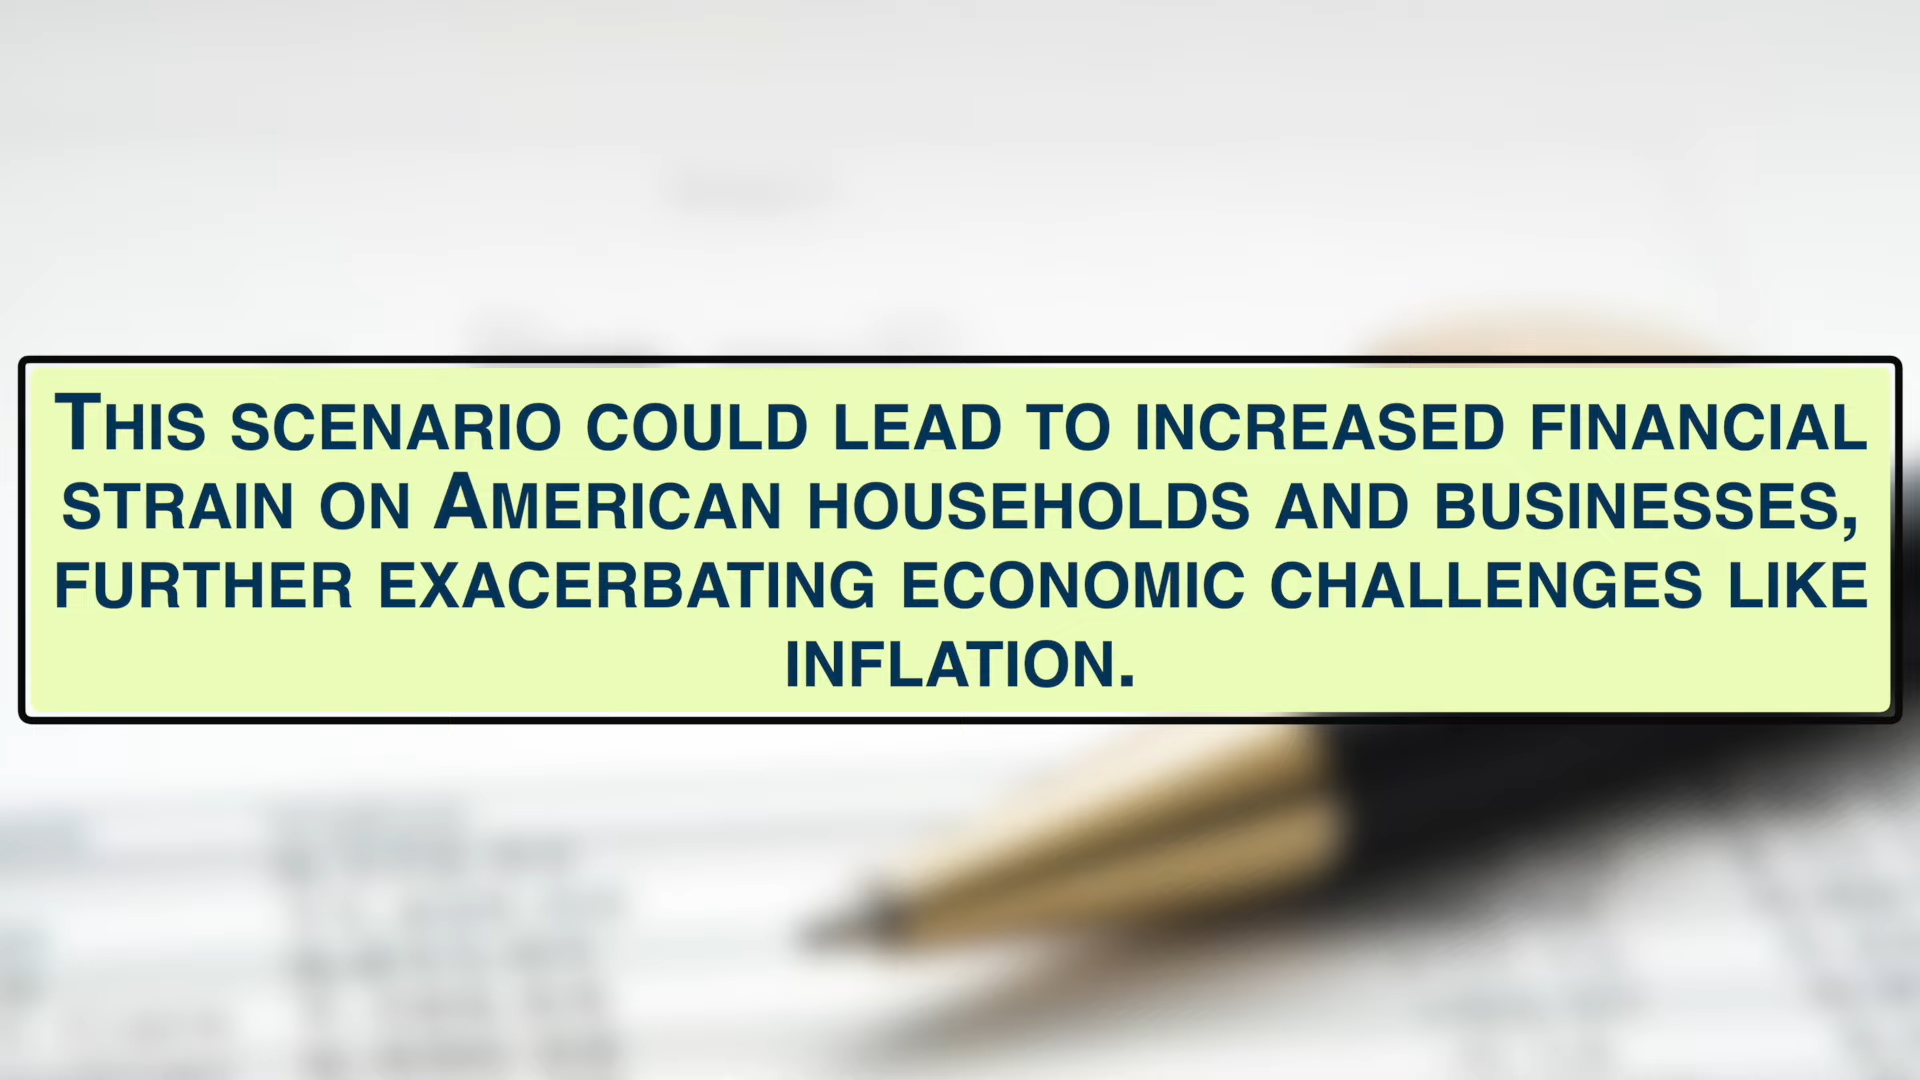 This scenario could lead to increased financial
strain on American households and businesses,
further exacerbating economic challenges like
inflation.